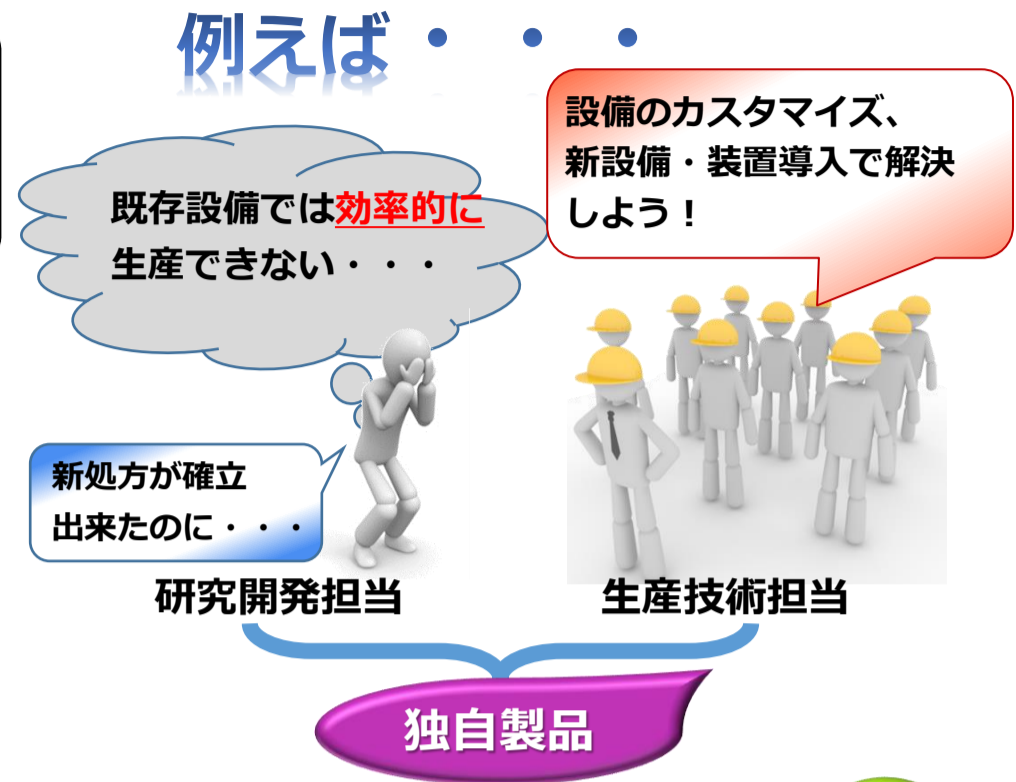 例えば・・・
設備のカスタマイズ、
新設備・装置導入で解決
しよう！
既存設備では効率的に
生産できない・・・
新処方が確立
出来たのに・・・
研究開発担当
生産技術担当
独自製品